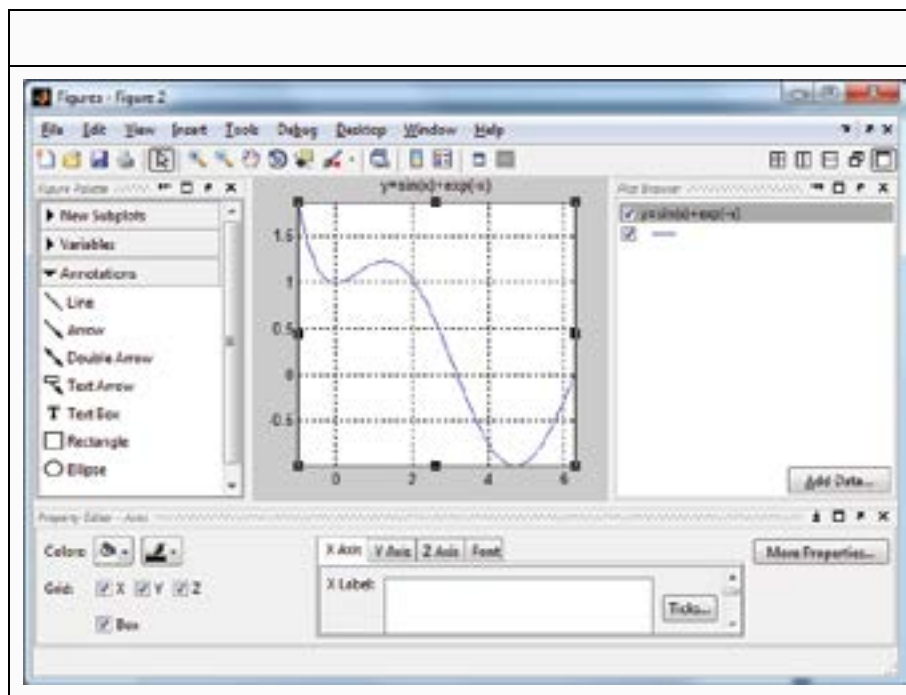 Figures - Figure 2
File Edit View Insert Tools Debug Desktop Window Help
Figure Palette
New Subplots
Variables
Annotations
Line
Arrow
Double Arrow
Text Arrow
T Text Box
Rectangle
Ellipse
y=sin(x)+exp(-x)
1.5
1
0.5
0
-0.5
0 2 4 6
Plot Browser
y=sin(x)+exp(-x)
Add Data...
Property Editor - Axes
Colors:
Grid: X Y Z
Box
X Axis Y Axis Z Axis Font
X Label:
Ticks...
More Properties...